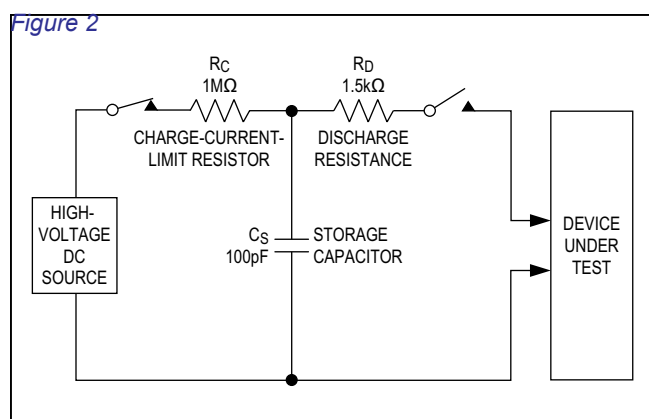 Figure 2
RC
1MΩ
CHARGE-CURRENT-
LIMIT RESISTOR
RD
1.5kΩ
DISCHARGE
RESISTANCE
HIGH-
VOLTAGE
DC
SOURCE
CS
100pF
STORAGE
CAPACITOR
DEVICE
UNDER
TEST